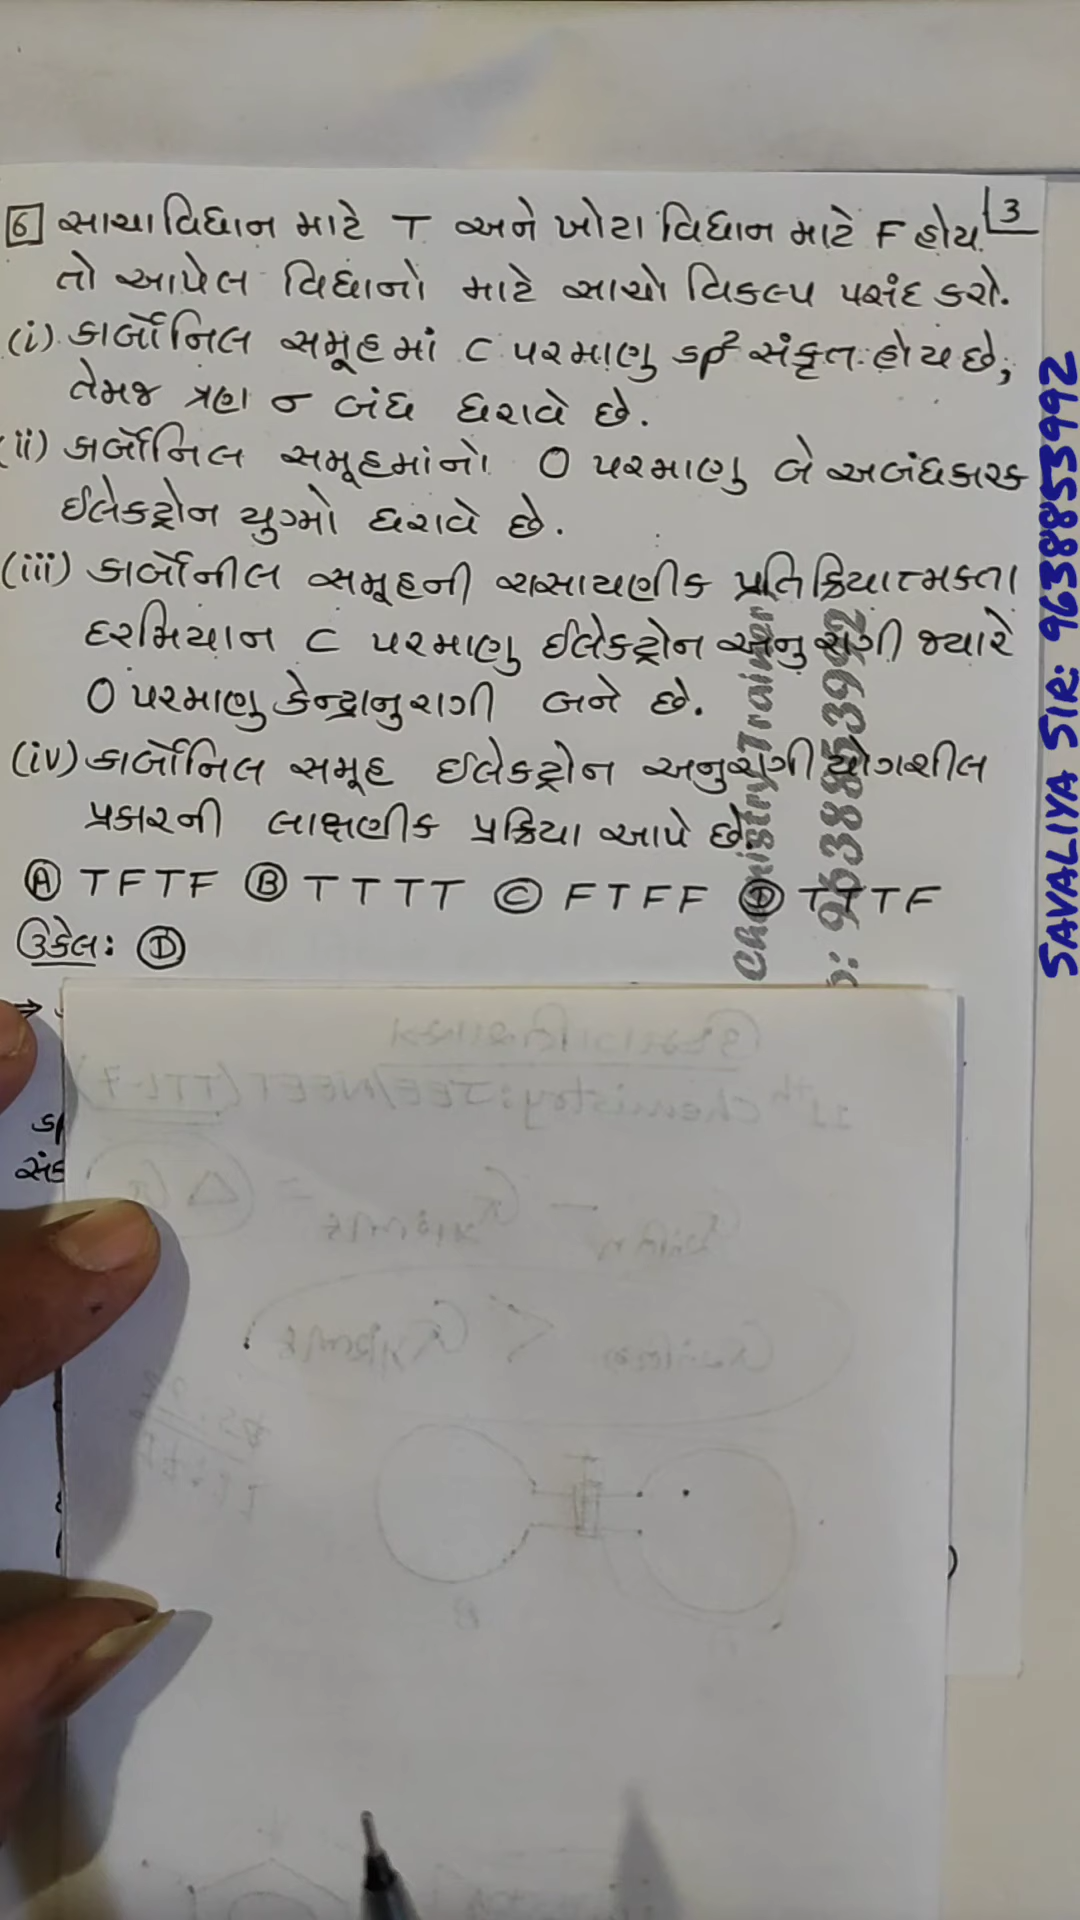 3
6 સાચા વિધાન માટે T અને ખોટા વિધાન માટે F હોય
તો આપેલ વિધાનો માટે સાચો વિકલ્પ પસંદ કરો.
(i). કાર્બોનિલ સમૂહમાં C પરમાણુ sp² સંકૃત હોય છે,
તેમજ ત્રણ σ બંધ ધરાવે છે.
(ii) કાર્બોનિલ સમૂહમાંનો O પરમાણુ બે અબંધકારક
ઈલેક્ટ્રોન યુગ્મો ધરાવે છે.
(iii) કાર્બોનીલ સમૂહની રાસાયણીક પ્રતિક્રિયાત્મકતા
દરમિયાન C પરમાણુ ઈલેક્ટ્રોન અનુરાગી જ્યારે
O પરમાણુ કેન્દ્રાનુરાગી બને છે.
(iv) કાર્બોનિલ સમૂહ ઈલેક્ટ્રોન અનુરાગી યોગશીલ
પ્રકારની લાક્ષણીક પ્રક્રિયા આપે છે.
Ⓐ TFTF Ⓑ TTTT Ⓒ FTFF Ⓓ TTTF
ઉકેલ: Ⓓ
SAVALIYA SIR: 9638853992
ChemistryTrainer
: 9638853992